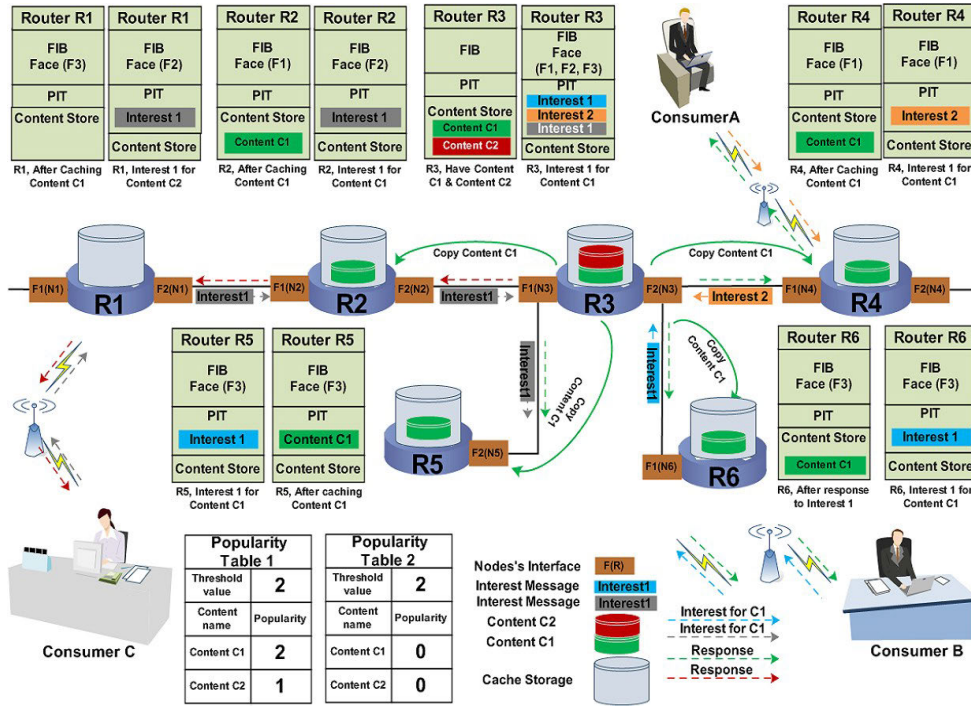 Router R1
FIB
Face (F3)
PIT
Content Store
R1, After Caching
Content C1
Router R1
FIB
Face (F2)
PIT
Interest 1
Content Store
R1, Interest 1 for
Content C2
Router R2
FIB
Face (F1)
PIT
Content Store
Content C1
R2, After Caching
Content C1
Router R2
FIB
Face (F2)
PIT
Interest 1
Content Store
R2, Interest 1 for
Content C1
Router R3
FIB
PIT
Content Store
Content C1
Content C2
R3, Have Content
C1 & Content C2
Router R3
FIB
Face
(F1, F2, F3)
PIT
Interest 1
Interest 2
Interest 1
Content Store
R3, Interest 1 for
Content C1
ConsumerA
Router R4
FIB
Face (F1)
PIT
Content Store
Content C1
R4, After Caching
Content C1
Router R4
FIB
Face (F1)
PIT
Interest 2
Content Store
R4, Interest 1 for
Content C1
F1(N1)
R1
F2(N1)
Interest1
F1(N2)
R2
F2(N2)
Copy Content C1
Interest1
F1(N3)
R3
F2(N3)
Copy Content C1
Interest 2
F1(N4)
R4
F2(N4)
Router R5
FIB
Face (F3)
PIT
Interest 1
Content Store
R5, Interest 1 for
Content C1
Router R5
FIB
Face (F3)
PIT
Content C1
Content Store
R5, After caching
Content C1
Interest1
Copy
Content C1
R5
F2(N5)
Interest1
Copy
Content C1
F1(N6)
R6
Router R6
FIB
Face (F3)
PIT
Content Store
Content C1
R6, After response
to Interest 1
Router R6
FIB
Face (F3)
PIT
Interest 1
Content Store
R6, Interest 1 for
Content C1
Consumer C
Popularity
Table 1
Threshold
value
2
Content
name
Popularity
Content C1
2
Content C2
1
Popularity
Table 2
Threshold
value
2
Content
name
Popularity
Content C1
0
Content C2
0
Nodes's Interface
F(R)
Interest Message
Interest1
Interest Message
Interest1
Content C2
Content C1
Cache Storage
Interest for C1
Interest for C1
Response
Response
Consumer B